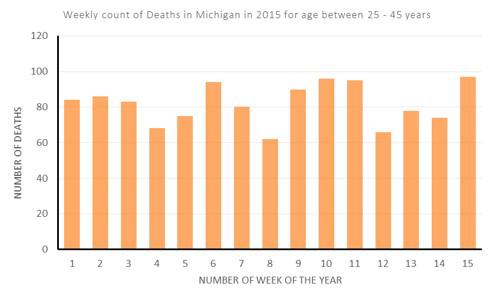 Weekly count of Deaths in Michigan in 2015 for age between 25 - 45 years
120
100
80
60
40
20
0
NUMBER OF DEATHS
1 2 3 4 5 6 7 8 9 10 11 12 13 14 15
NUMBER OF WEEK OF THE YEAR